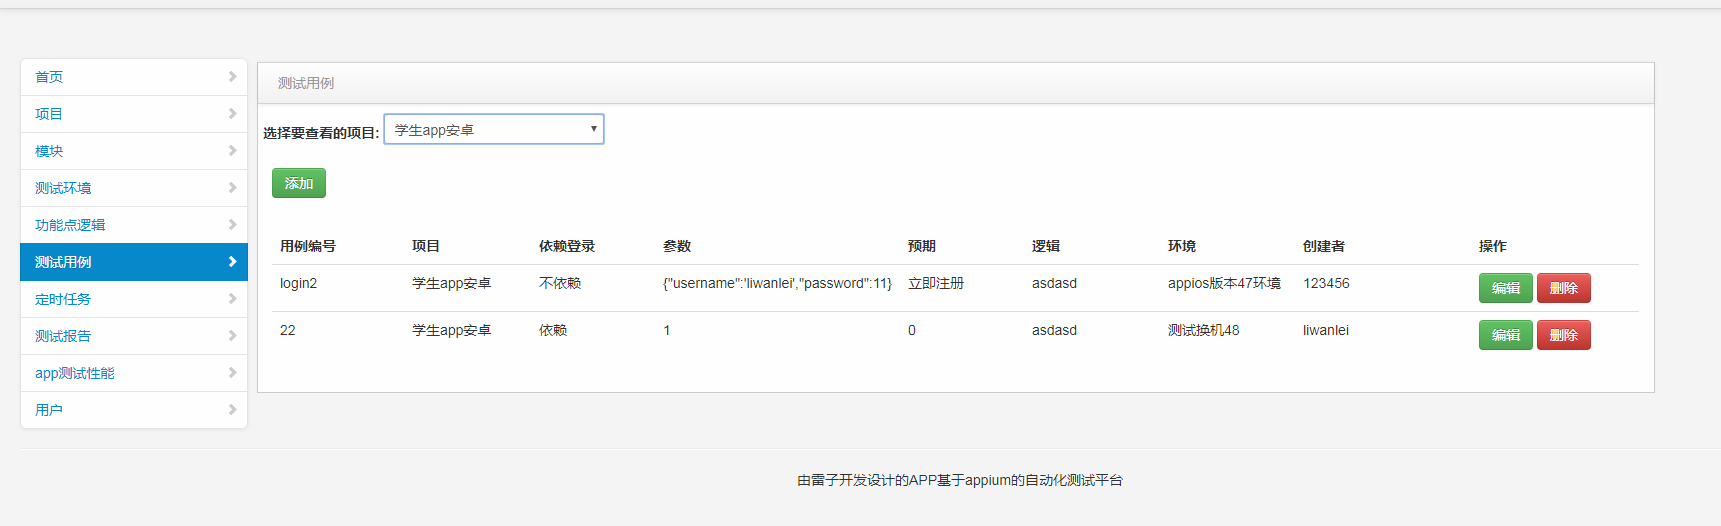 首页
项目
模块
测试环境
功能点逻辑
测试用例
定时任务
测试报告
app测试性能
用户
测试用例
选择要查看的项目: 学生app安卓
添加
用例编号 项目 依赖登录 参数 预期 逻辑 环境 创建者 操作
login2 学生app安卓 不依赖 {"username":'liwanlei',"password":11} 立即注册 asdasd appios版本47环境 123456 编辑 删除
22 学生app安卓 依赖 1 0 asdasd 测试换机48 liwanlei 编辑 删除
由雷子开发设计的APP基于appium的自动化测试平台